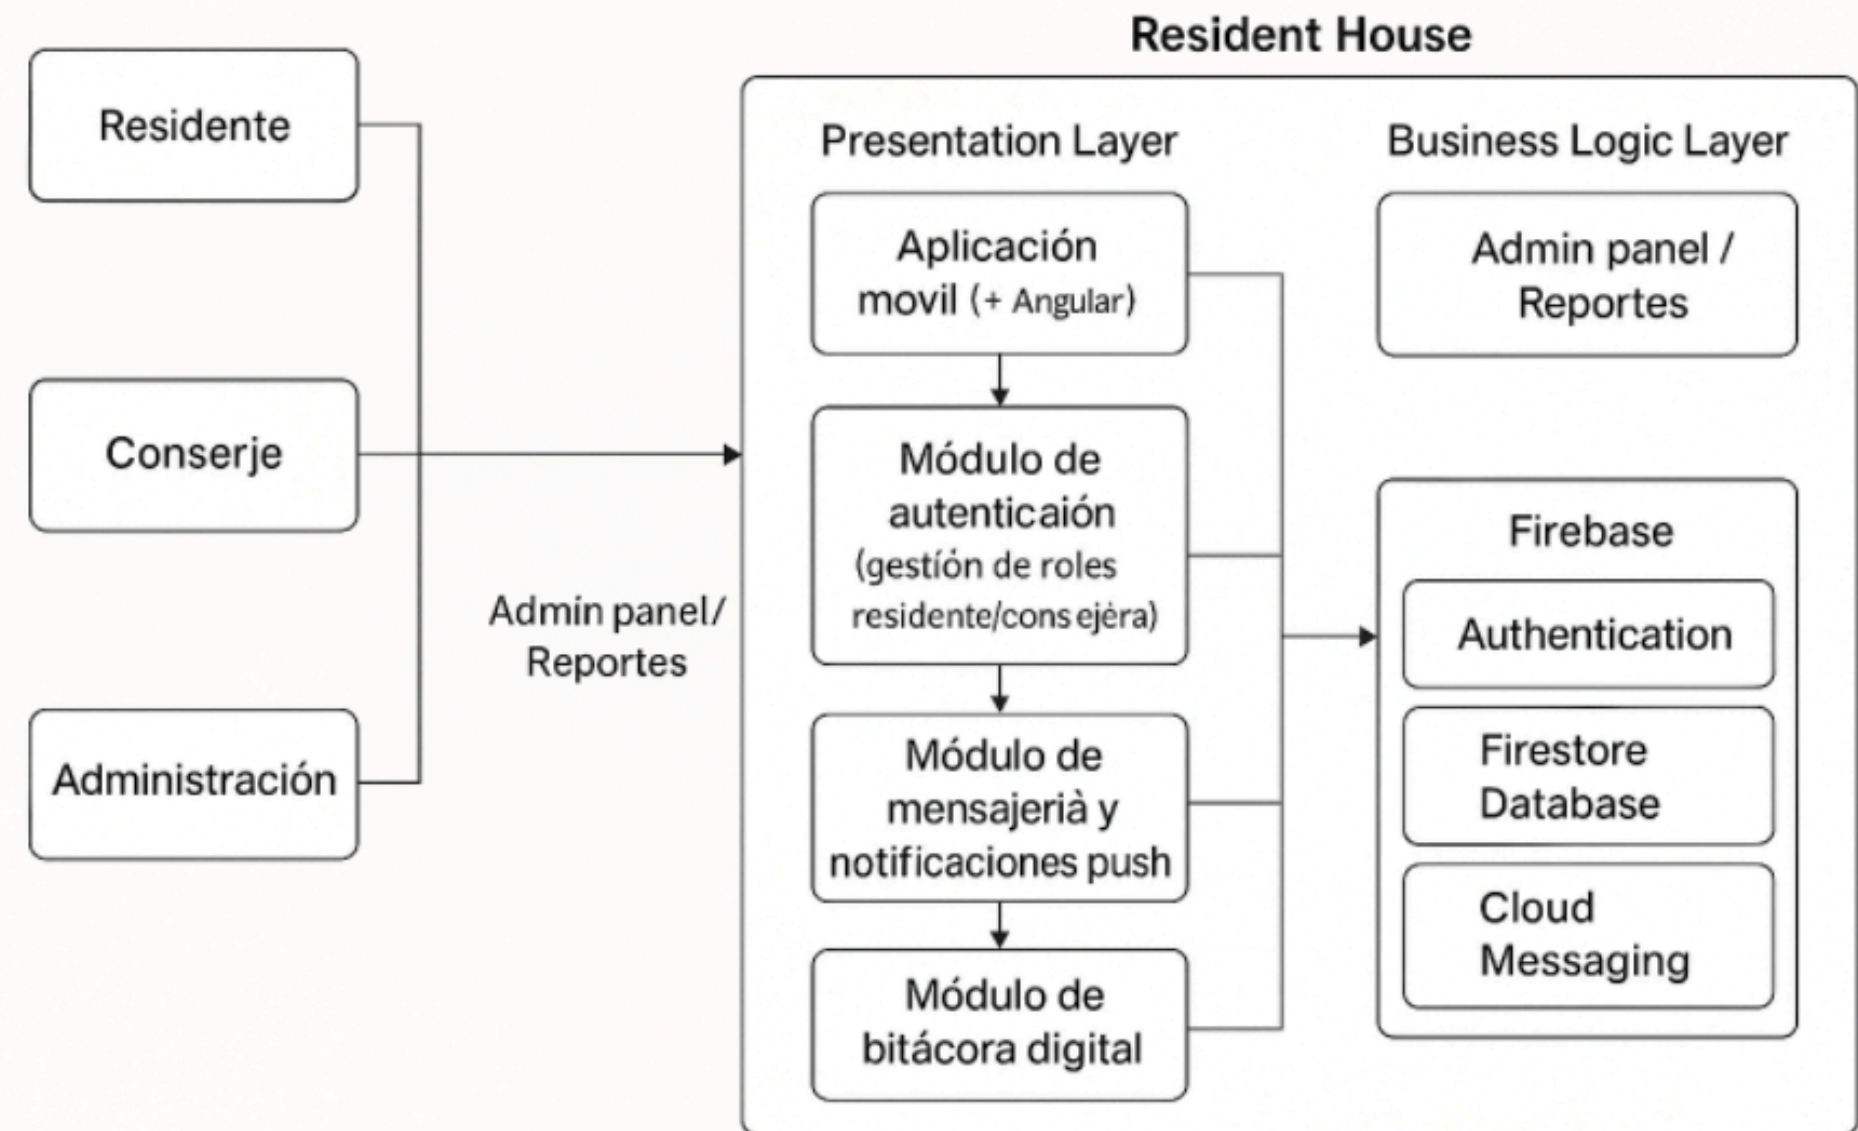 Resident House
Residente
Conserje
Administración
Admin panel/
Reportes
Presentation Layer
Aplicación
movil (+ Angular)
Módulo de
autenticaión
(gestión de roles
residente/cons ejéra)
Módulo de
mensajerià y
notificaciones push
Módulo de
bitácora digital
Business Logic Layer
Admin panel /
Reportes
Firebase
Authentication
Firestore
Database
Cloud
Messaging